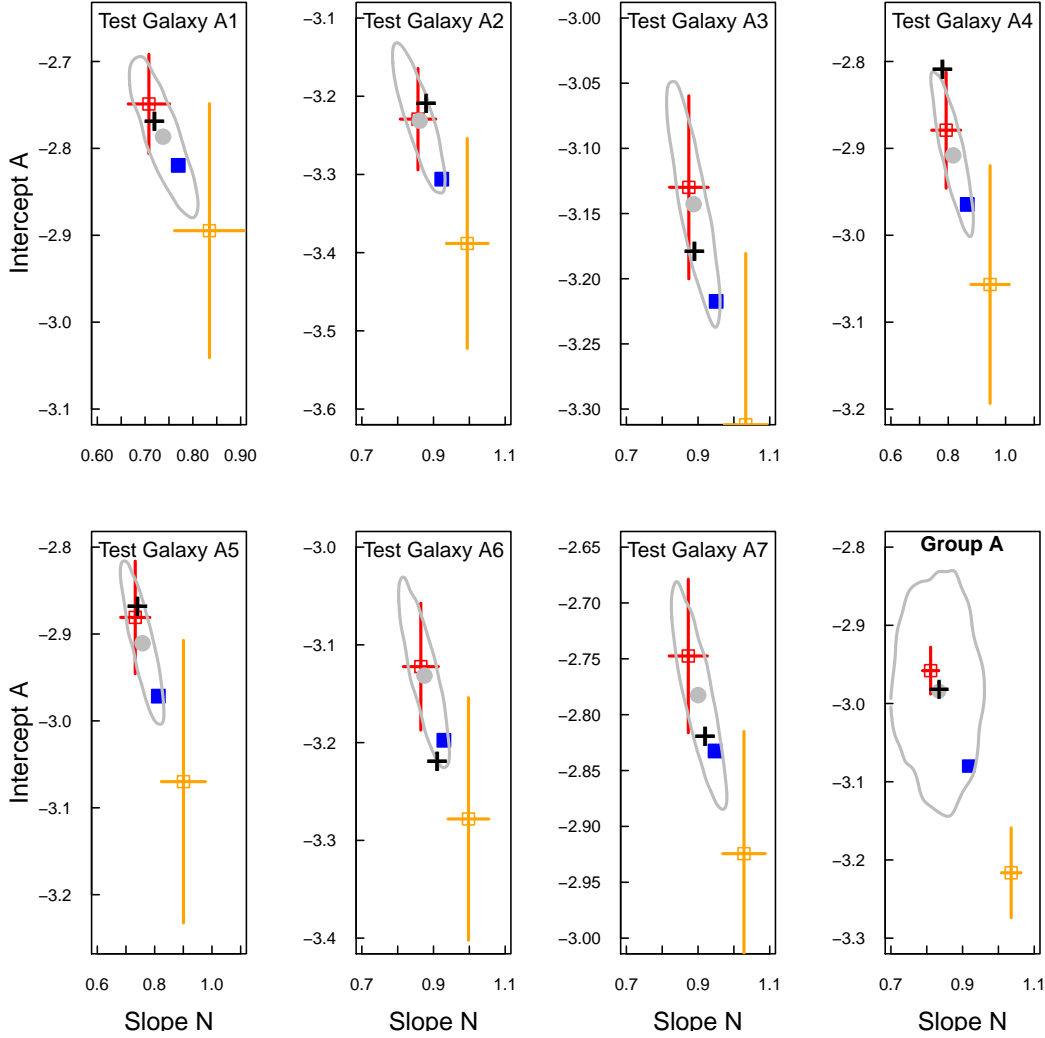 Test Galaxy A1
Test Galaxy A2
Test Galaxy A3
Test Galaxy A4
Intercept A
−2.7
−2.8
−2.9
−3.0
−3.1
0.60 0.70 0.80 0.90
−3.1
−3.2
−3.3
−3.4
−3.5
−3.6
0.7 0.9 1.1
−3.00
−3.05
−3.10
−3.15
−3.20
−3.25
−3.30
0.7 0.9 1.1
−2.8
−2.9
−3.0
−3.1
−3.2
0.6 0.8 1.0
Test Galaxy A5
Test Galaxy A6
Test Galaxy A7
Group A
Intercept A
−2.8
−2.9
−3.0
−3.1
−3.2
0.6 0.8 1.0
−3.0
−3.1
−3.2
−3.3
−3.4
0.7 0.9 1.1
−2.65
−2.70
−2.75
−2.80
−2.85
−2.90
−2.95
−3.00
0.7 0.9 1.1
−2.8
−2.9
−3.0
−3.1
−3.2
−3.3
0.7 0.9 1.1
Slope N
Slope N
Slope N
Slope N